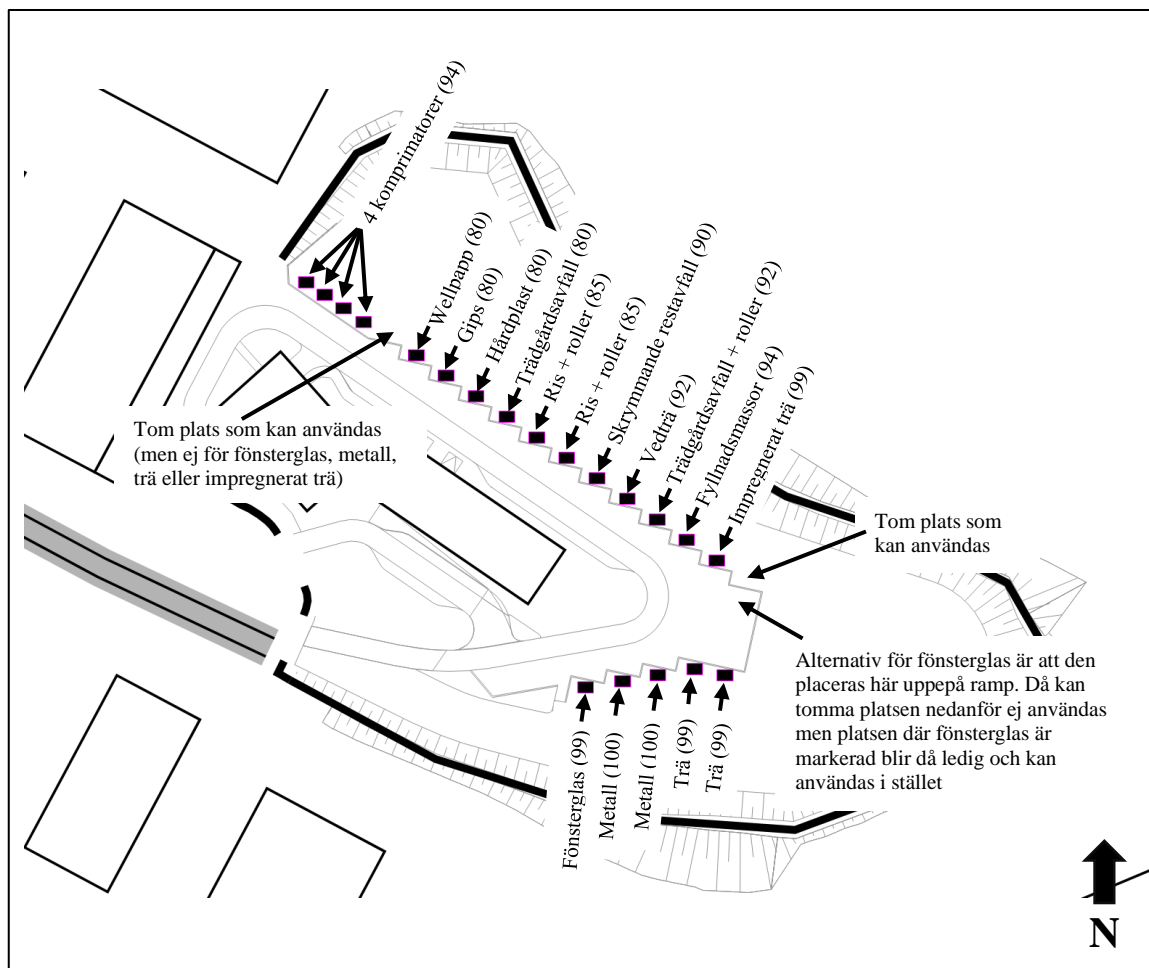 4 komprimatorer (94)
Wellpapp (80)
Gips (80)
Hårdplast (80)
Trädgårdsavfall (80)
Ris + roller (85)
Ris + roller (85)
Skrymmande restavfall (90)
Vedträ (92)
Trädgårdsavfall + roller (92)
Fyllnadsmassor (94)
Impregnerat trä (99)
Tom plats som kan användas
(men ej för fönsterglas, metall,
trä eller impregnerat trä)
Tom plats som
kan användas
Alternativ för fönsterglas är att den
placeras här uppepå ramp. Då kan
tomma platsen nedanför ej användas
men platsen där fönsterglas är
markerad blir då ledig och kan
användas i stället
Fönsterglas (99)
Metall (100)
Metall (100)
Trä (99)
Trä (99)
N